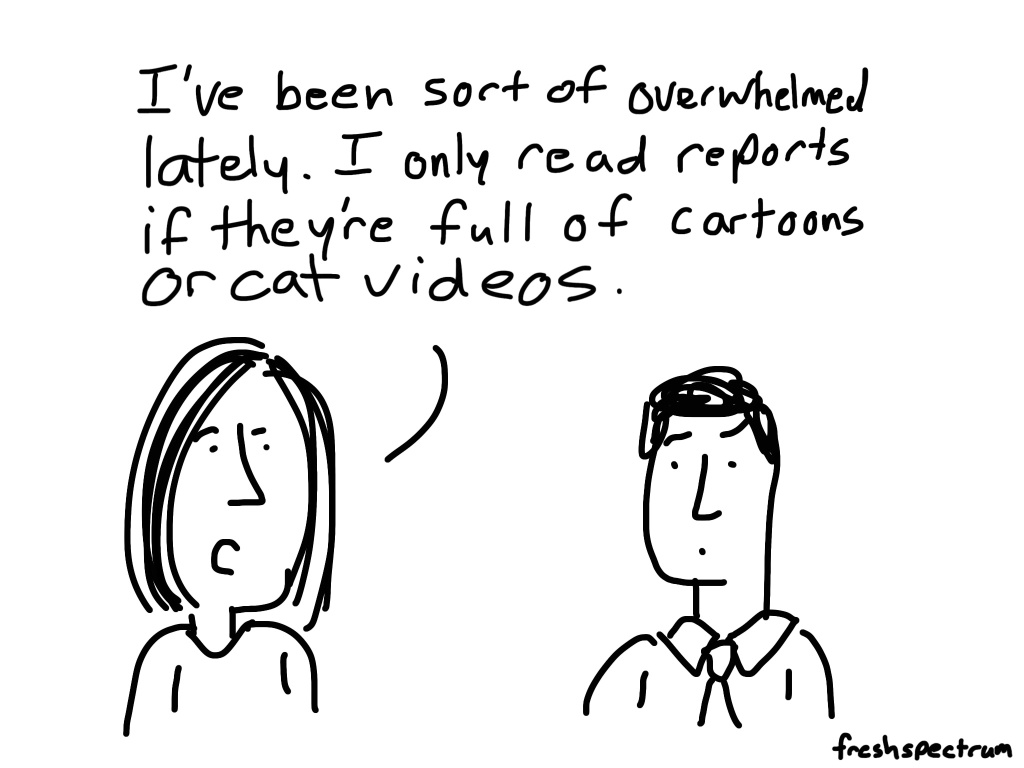 I've been sort of overwhelmed
lately. I only read reports
if they're full of cartoons
or cat videos.
freshspectrum